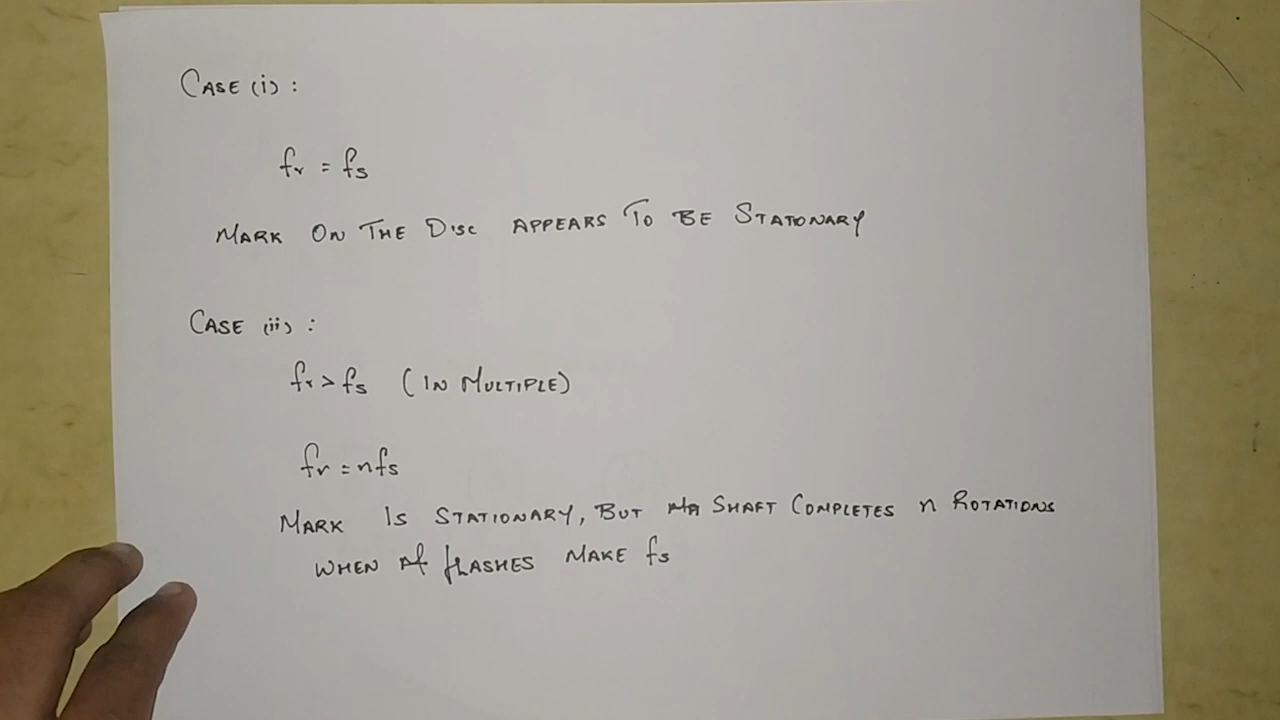 CASE (i) :
fr = fs
MARK ON THE DISC APPEARS TO BE STATIONARY
CASE (ii) :
fr > fs (IN MULTIPLE)
fr = nfs
MARK IS STATIONARY, BUT SHAFT COMPLETES n ROTATIONS
WHEN FLASHES MAKE fs